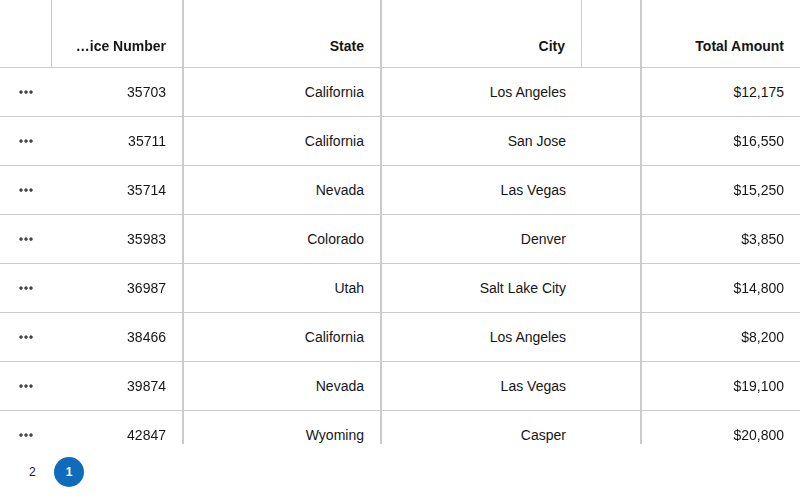 ...ice Number State City Total Amount
35703 California Los Angeles $12,175
35711 California San Jose $16,550
35714 Nevada Las Vegas $15,250
35983 Colorado Denver $3,850
36987 Utah Salt Lake City $14,800
38466 California Los Angeles $8,200
39874 Nevada Las Vegas $19,100
42847 Wyoming Casper $20,800
2 1